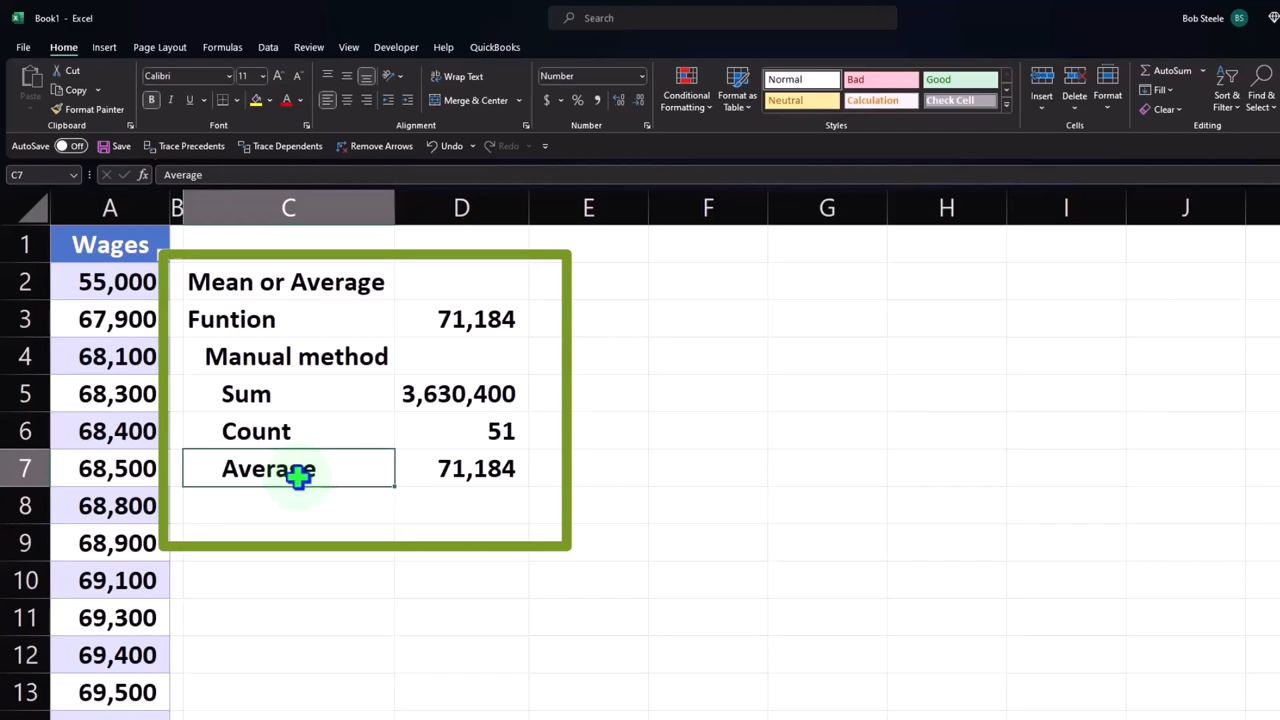 Book1 - Excel
Search
Bob Steele BS
File Home Insert Page Layout Formulas Data Review View Automate Developer Help QuickBooks
Cut
Calibri 11
Wrap Text
Number
Normal Bad Good
AutoSum
Paste
Copy
Conditional Formatting
Format as Table
Insert Delete Format
Fill
Sort & Filter
Find & Select
Format Painter
B I U
Merge & Center
$ % 9
Neutral Calculation Check Cell
Clear
Clipboard Font Alignment Number Styles Cells Editing
AutoSave Off Save Trace Precedents Trace Dependents Remove Arrows Undo Redo
C7 fx Average
A B C D E F G H I J
1 Wages
2 55,000 Mean or Average
3 67,900 Funtion 71,184
4 68,100 Manual method
5 68,300 Sum 3,630,400
6 68,400 Count 51
7 68,500 Average 71,184
8 68,800
9 68,900
10 69,100
11 69,300
12 69,400
13 69,500